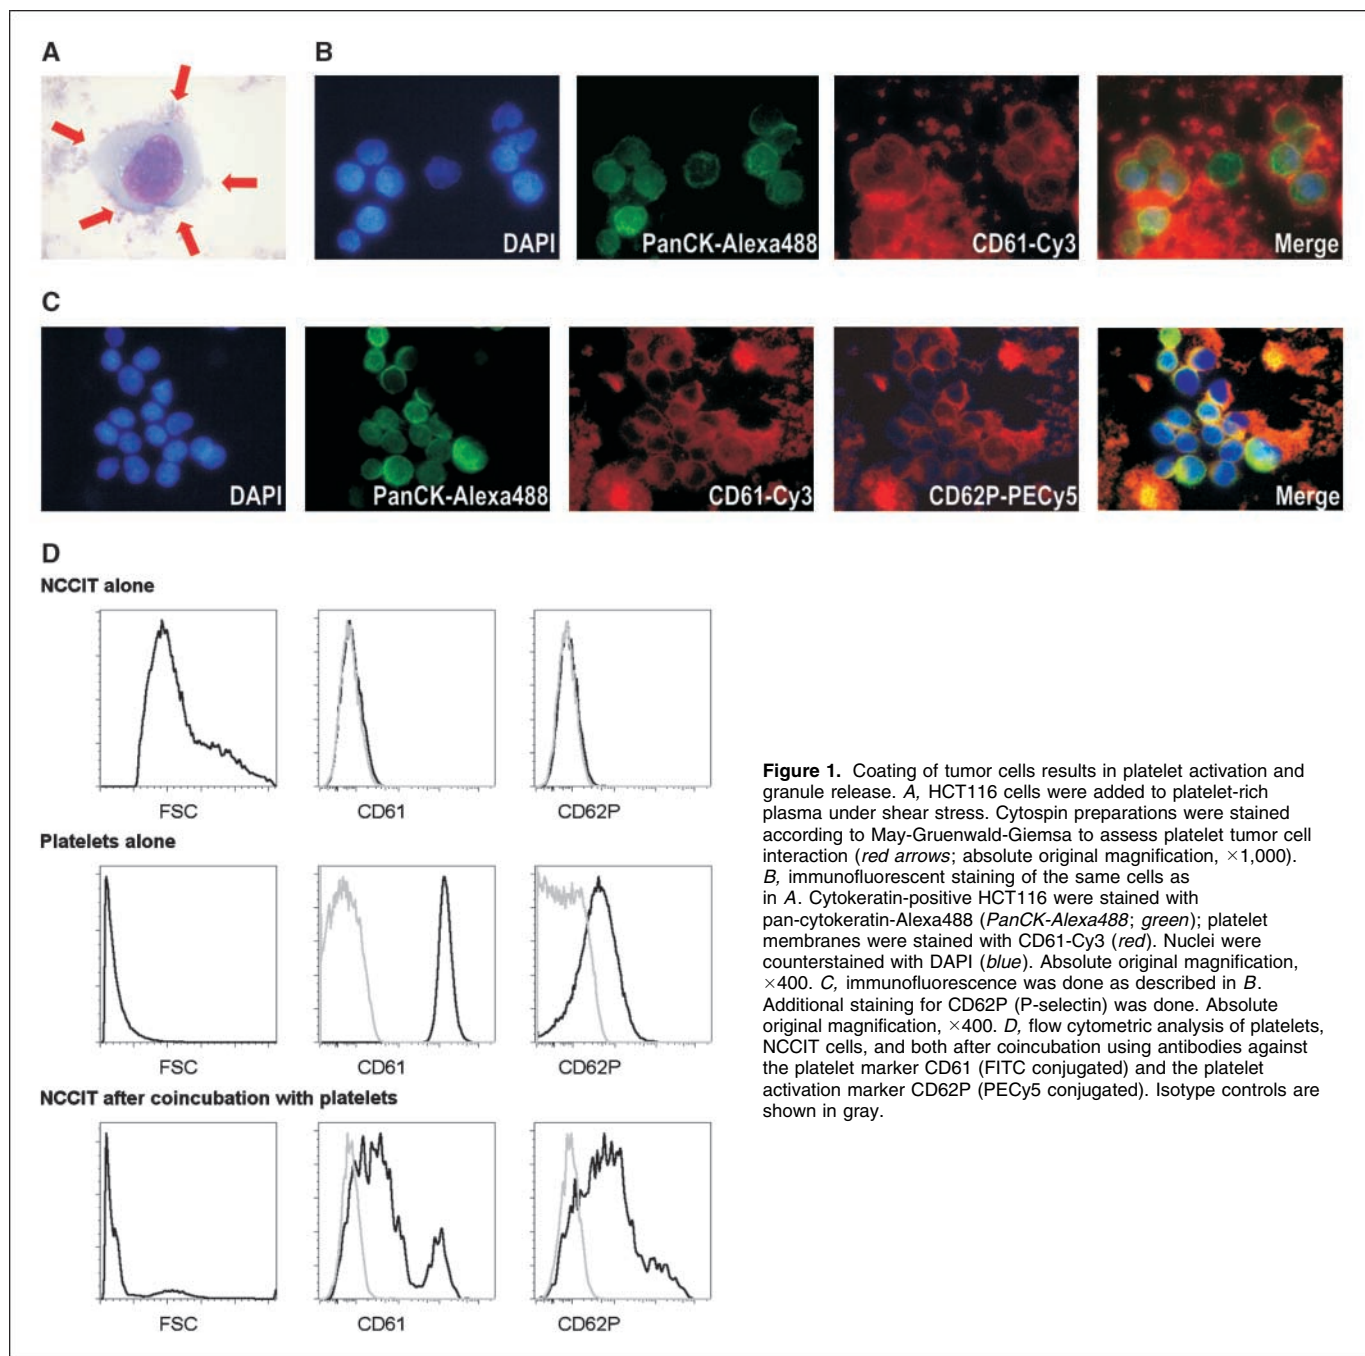 A
B
DAPI
PanCK-Alexa488
CD61-Cy3
Merge
C
DAPI
PanCK-Alexa488
CD61-Cy3
CD62P-PECy5
Merge
D
NCCIT alone
FSC
CD61
CD62P
Platelets alone
FSC
CD61
CD62P
NCCIT after coincubation with platelets
FSC
CD61
CD62P
Figure 1. Coating of tumor cells results in platelet activation and
granule release. A, HCT116 cells were added to platelet-rich
plasma under shear stress. Cytospin preparations were stained
according to May-Gruenwald-Giemsa to assess platelet tumor cell
interaction (red arrows; absolute original magnification, ×1,000).
B, immunofluorescent staining of the same cells as
in A. Cytokeratin-positive HCT116 were stained with
pan-cytokeratin-Alexa488 (PanCK-Alexa488; green); platelet
membranes were stained with CD61-Cy3 (red). Nuclei were
counterstained with DAPI (blue). Absolute original magnification,
×400. C, immunofluorescence was done as described in B.
Additional staining for CD62P (P-selectin) was done. Absolute
original magnification, ×400. D, flow cytometric analysis of platelets,
NCCIT cells, and both after coincubation using antibodies against
the platelet marker CD61 (FITC conjugated) and the platelet
activation marker CD62P (PECy5 conjugated). Isotype controls are
shown in gray.